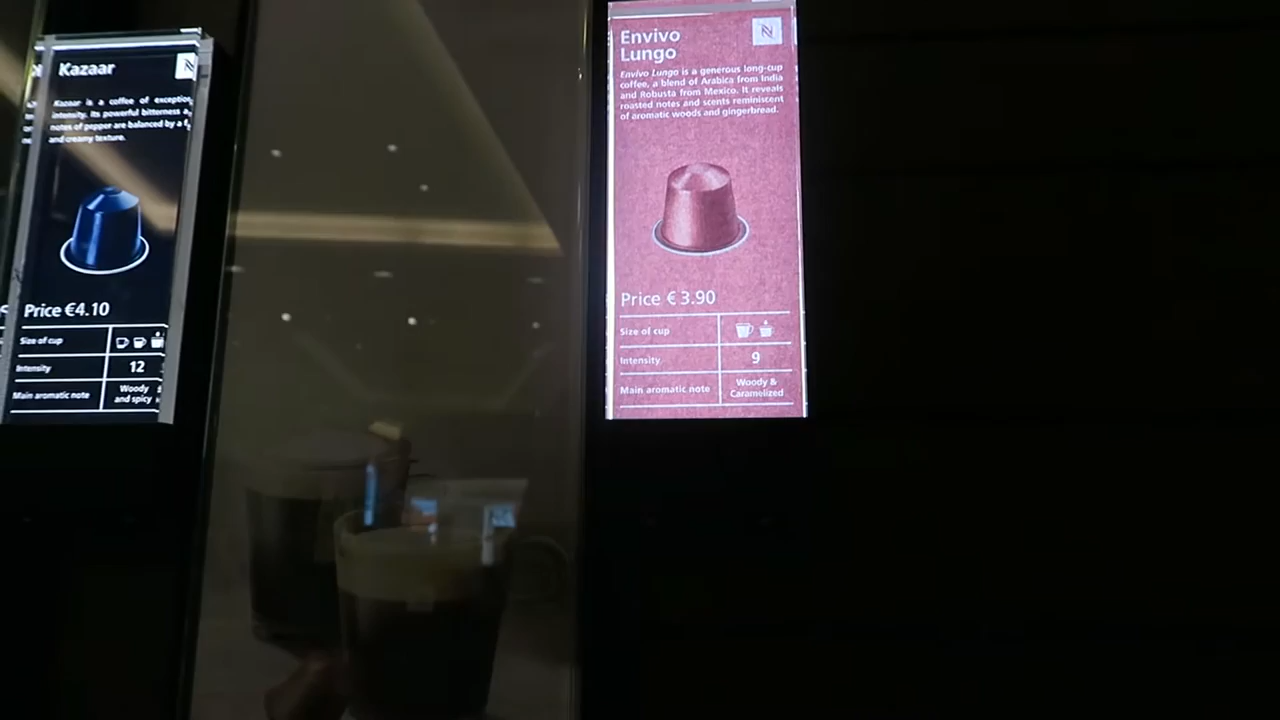 Kazaar
Kazaar is a coffee of exception
intensity. Its powerful bitterness a
notes of pepper are balanced by a f
and creamy texture.
Price €4.10
Size of cup
Intensity 12
Main aromatic note Woody and spicy
Envivo
Lungo
Envivo Lungo is a generous long-cup
coffee, a blend of Arabica from India
and Robusta from Mexico. It reveals
roasted notes and scents reminiscent
of aromatic woods and gingerbread.
Price € 3.90
Size of cup
Intensity 9
Main aromatic note Woody & Caramelized